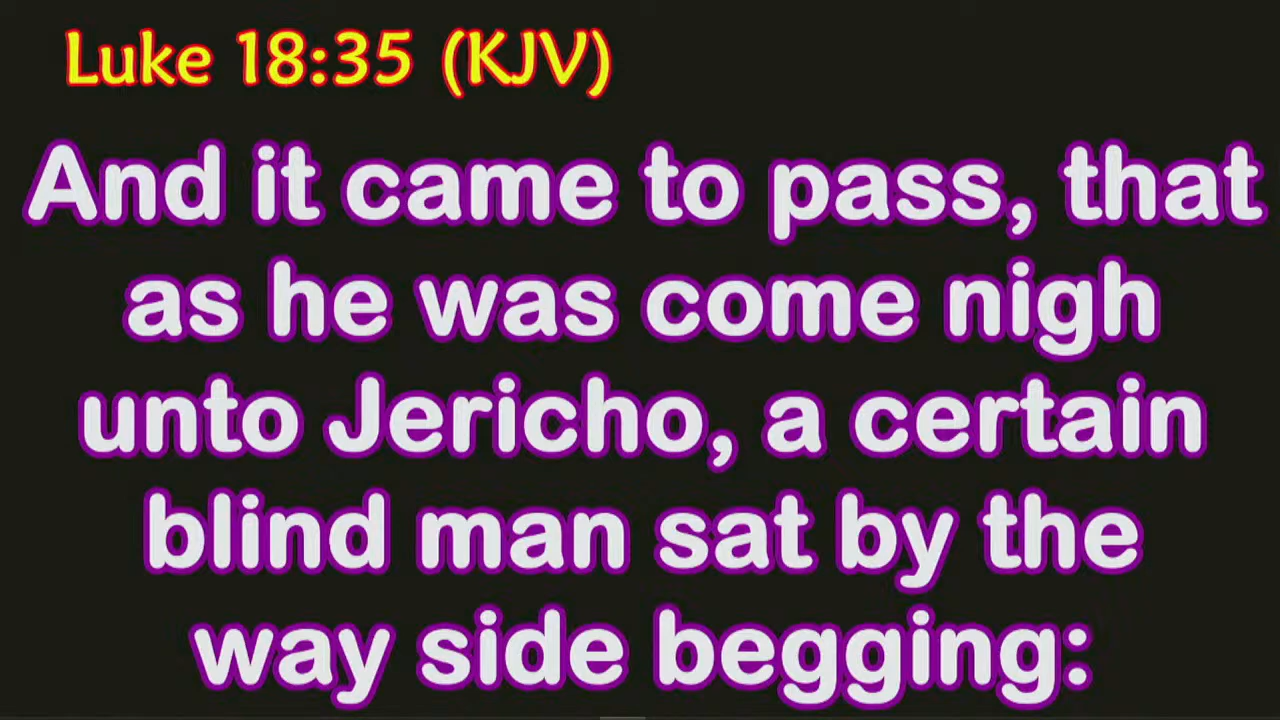 Luke 18:35 (KJV)
And it came to pass, that
as he was come nigh
unto Jericho, a certain
blind man sat by the
way side begging: